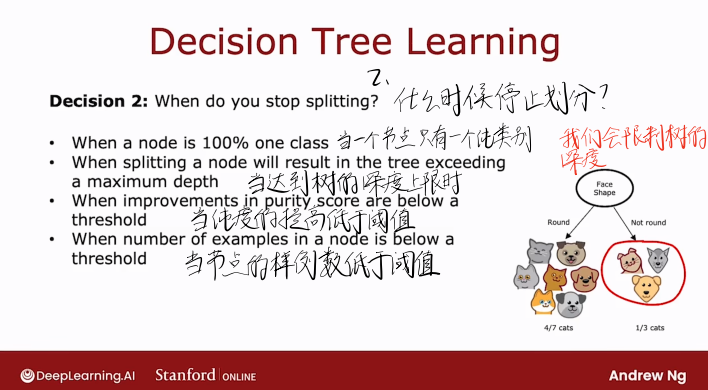 Decision Tree Learning
2、
Decision 2: When do you stop splitting? 什么时候停止划分?
• When a node is 100% one class 当一个节点只有一个纯类别
我们会限制树的
深度
• When splitting a node will result in the tree exceeding
a maximum depth 当达到树的深度上限时
• When improvements in purity score are below a
threshold 当纯度的提高低于阈值
• When number of examples in a node is below a
threshold 当节点的样例数低于阈值
Face
Shape
Round Not round
4/7 cats 1/3 cats
DeepLearning.AI Stanford ONLINE Andrew Ng